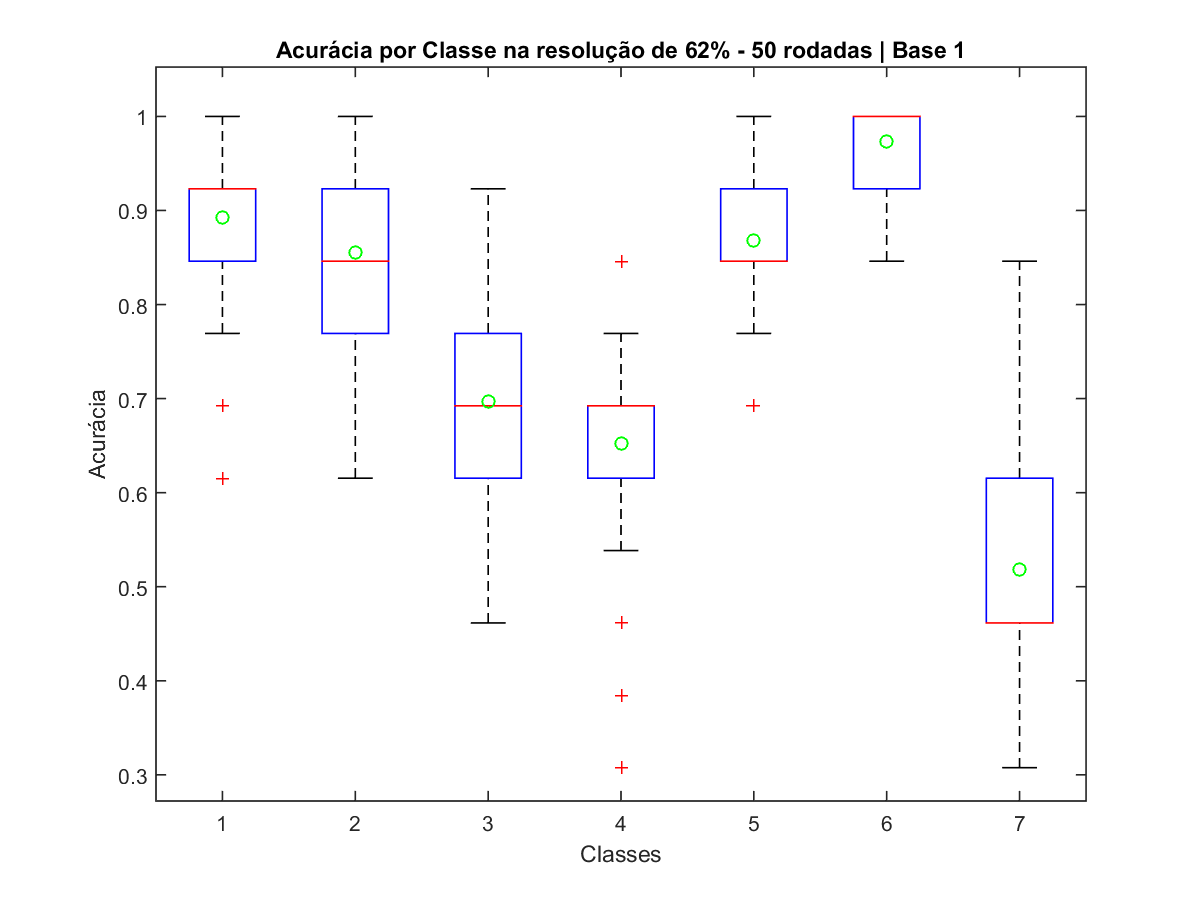 Acurácia por Classe na resolução de 62% - 50 rodadas | Base 1
1
0.9
0.8
0.7
0.6
0.5
0.4
0.3
Acurácia
1 2 3 4 5 6 7
Classes